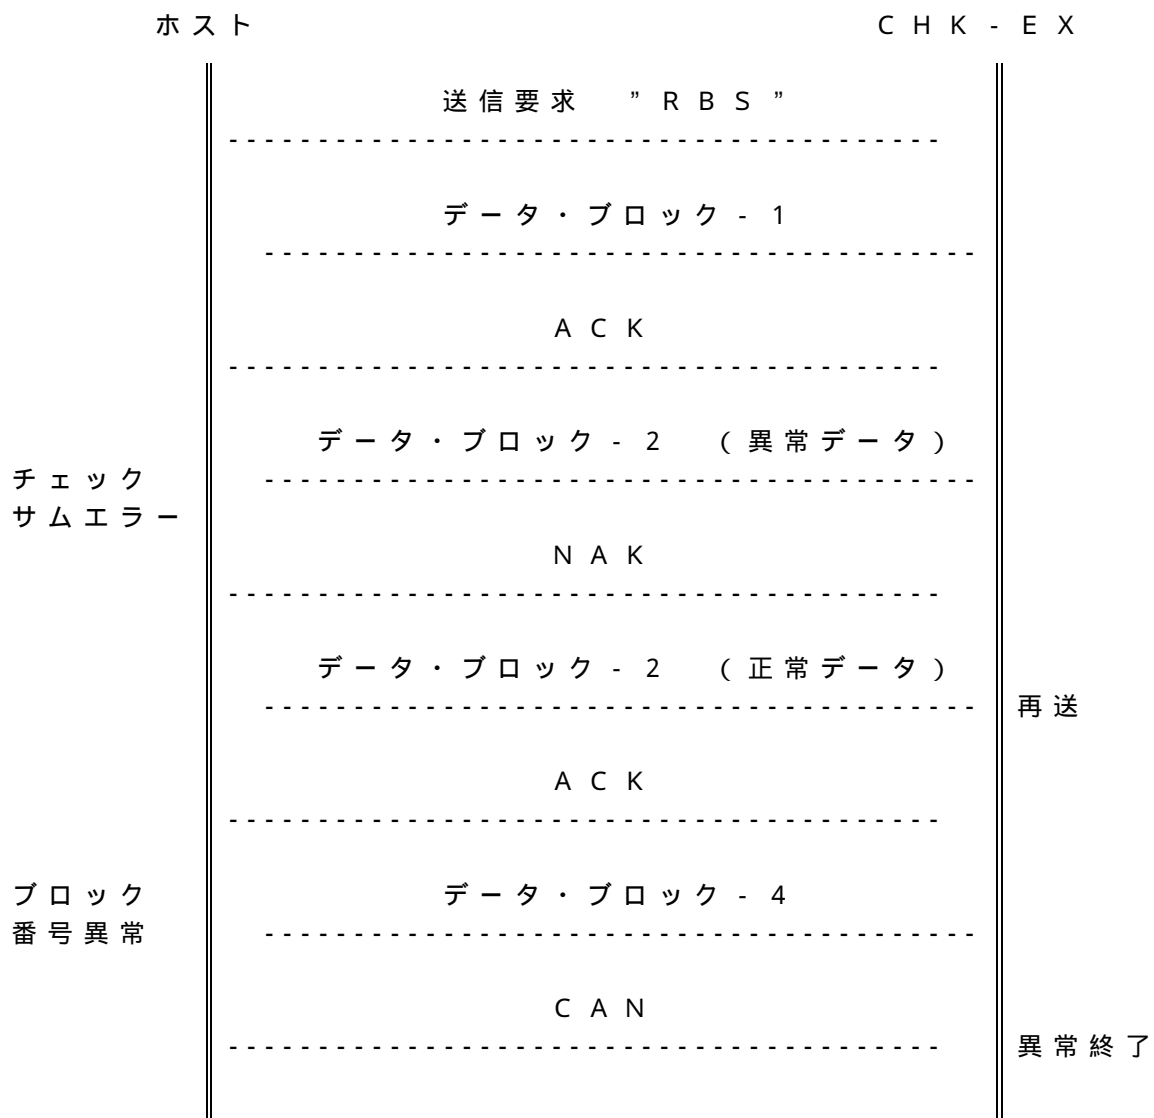 ホスト CHK-EX
送信要求 ”RBS”
データ・ブロック-1
ACK
データ・ブロック-2 (異常データ)
チェック
サムエラー
NAK
データ・ブロック-2 (正常データ)
再送
ACK
ブロック データ・ブロック-4
番号異常
CAN
異常終了